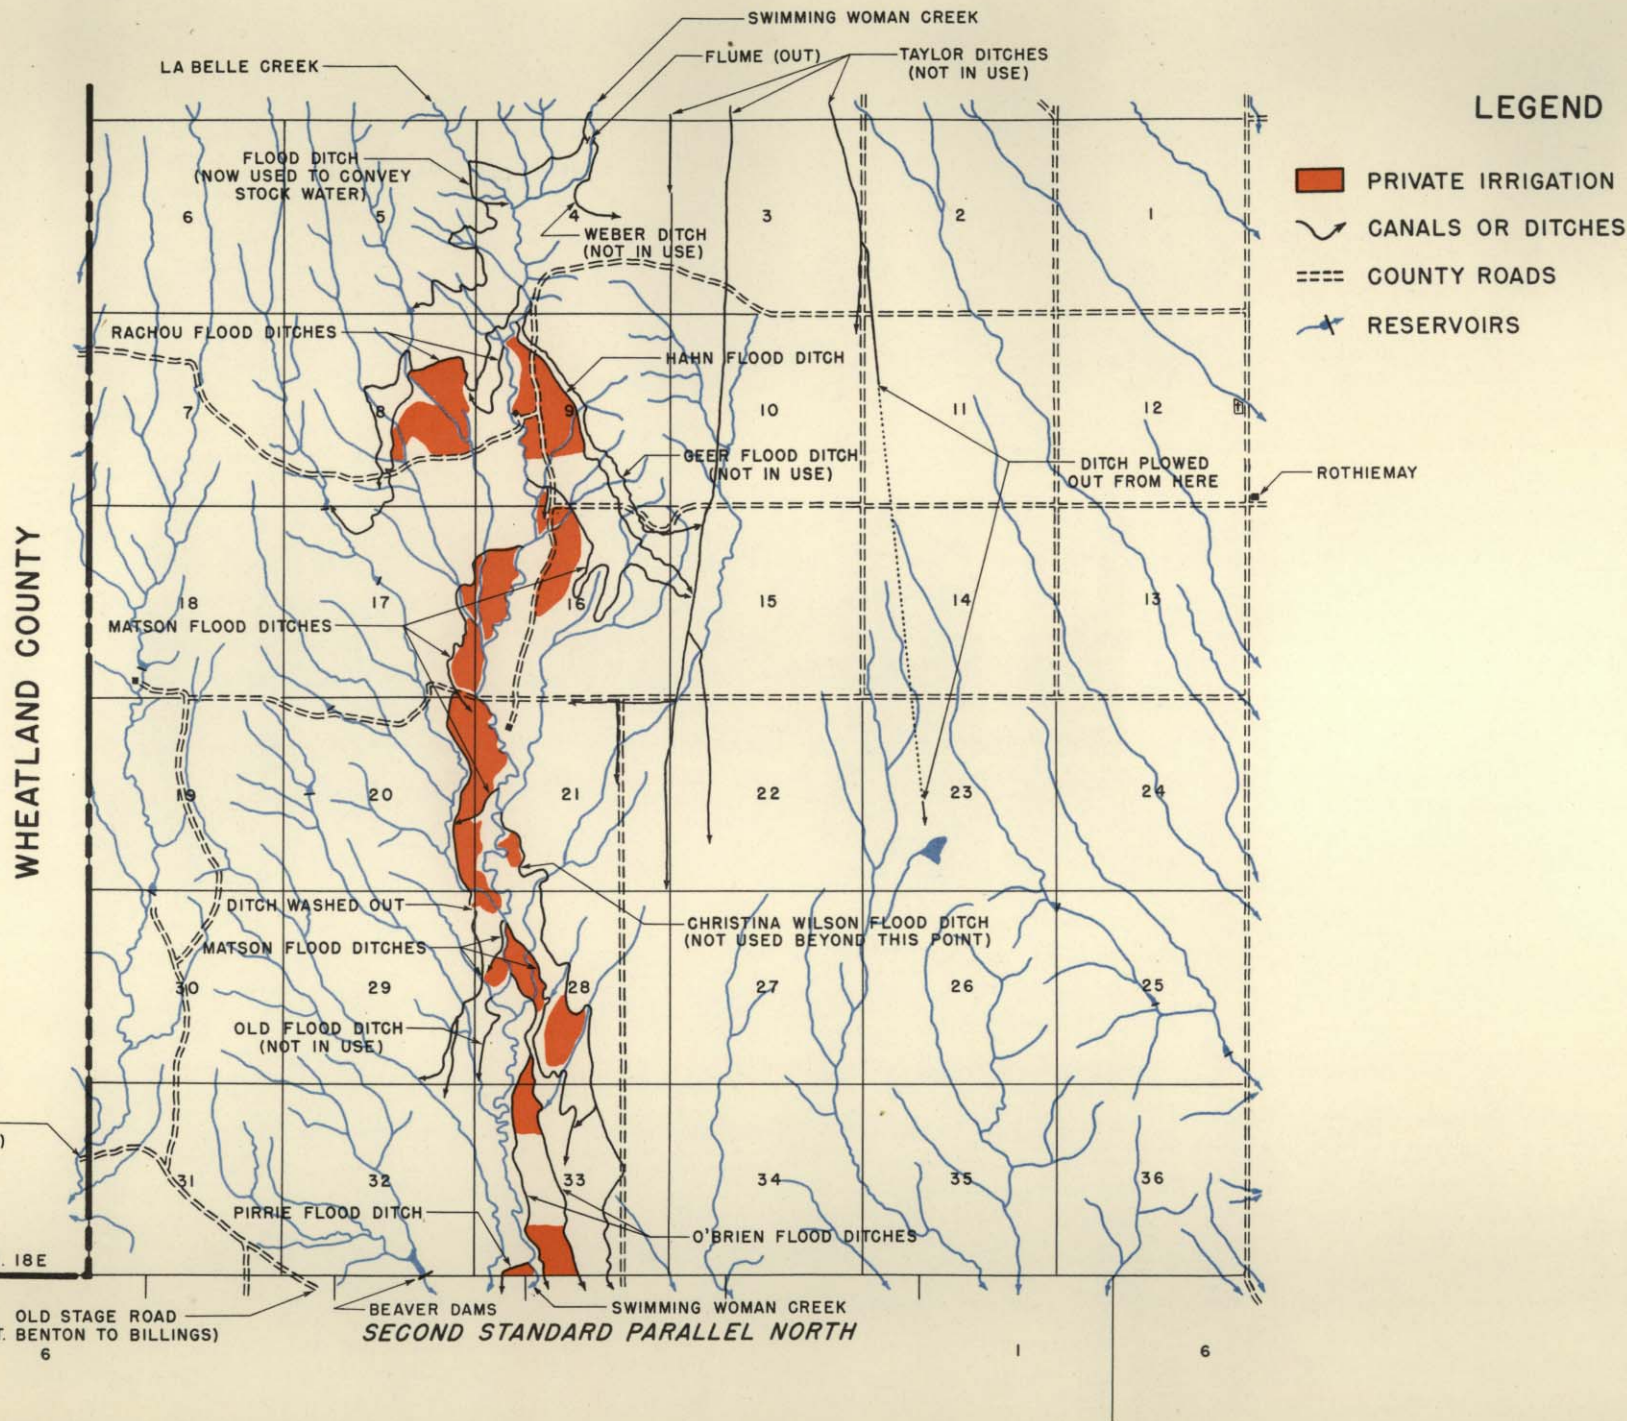 SWIMMING WOMAN CREEK
FLUME (OUT)
TAYLOR DITCHES
(NOT IN USE)
LA BELLE CREEK
LEGEND
PRIVATE IRRIGATION
CANALS OR DITCHES
COUNTY ROADS
RESERVOIRS
FLOOD DITCH
(NOW USED TO CONVEY
STOCK WATER)
6
5
4
3
2
1
WEBER DITCH
(NOT IN USE)
RACHOU FLOOD DITCHES
HAHN FLOOD DITCH
7
8
9
10
11
12
GEER FLOOD DITCH
(NOT IN USE)
DITCH PLOWED
OUT FROM HERE
ROTHIEMAY
WHEATLAND COUNTY
18
17
16
15
14
13
MATSON FLOOD DITCHES
19
20
21
22
23
24
DITCH WASHED OUT
CHRISTINA WILSON FLOOD DITCH
(NOT USED BEYOND THIS POINT)
MATSON FLOOD DITCHES
30
29
28
27
26
25
OLD FLOOD DITCH
(NOT IN USE)
)
31
32
33
34
35
36
PIRRIE FLOOD DITCH
O'BRIEN FLOOD DITCHES
. 18E
OLD STAGE ROAD
T. BENTON TO BILLINGS)
BEAVER DAMS
SWIMMING WOMAN CREEK
SECOND STANDARD PARALLEL NORTH
6
1
6